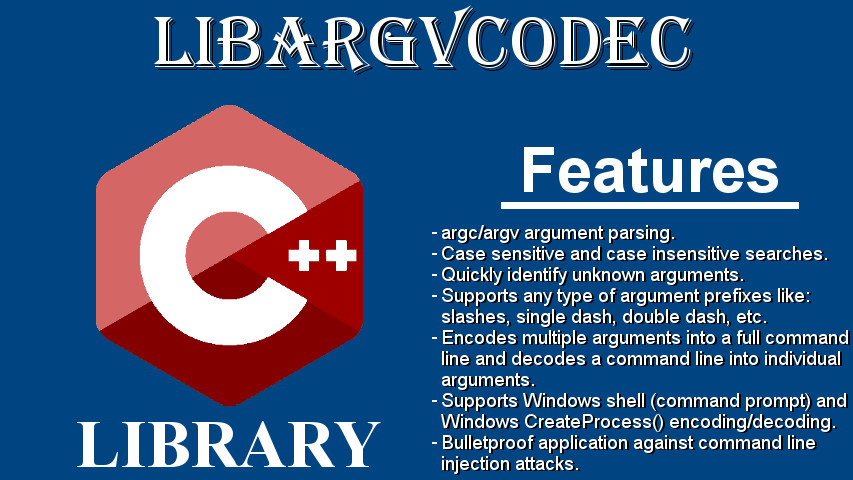 LIBARGVCODEC
C++
LIBRARY
Features
- argc/argv argument parsing.
- Case sensitive and case insensitive searches.
- Quickly identify unknown arguments.
- Supports any type of argument prefixes like:
slashes, single dash, double dash, etc.
- Encodes multiple arguments into a full command
line and decodes a command line into individual
arguments.
- Supports Windows shell (command prompt) and
Windows CreateProcess() encoding/decoding.
- Bulletproof application against command line
injection attacks.